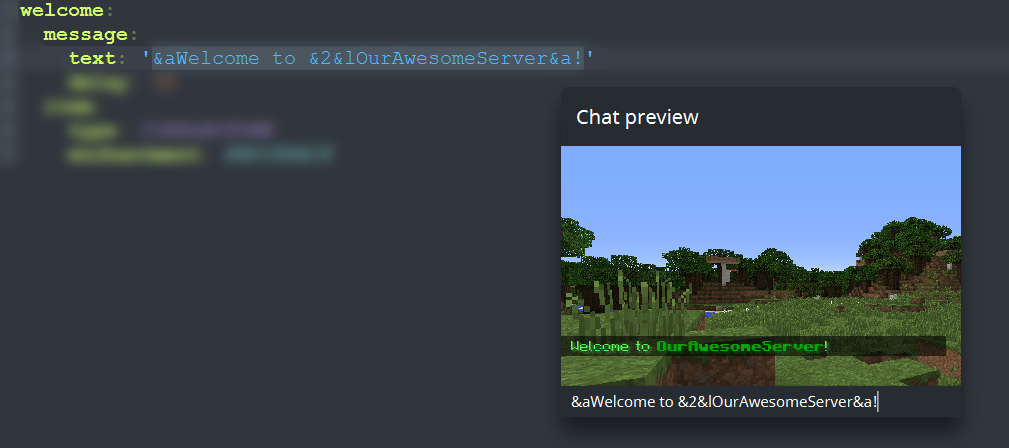 welcome:
message:
text: '&aWelcome to &2&lOurAwesomeServer&a!'
Chat preview
Welcome to OurAwesomeServer!
&aWelcome to &2&lOurAwesomeServer&a!